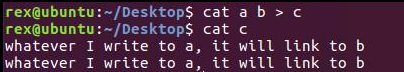 rex@ubuntu:~/Desktop$ cat a b > c
rex@ubuntu:~/Desktop$ cat c
whatever I write to a, it will link to b
whatever I write to a, it will link to b